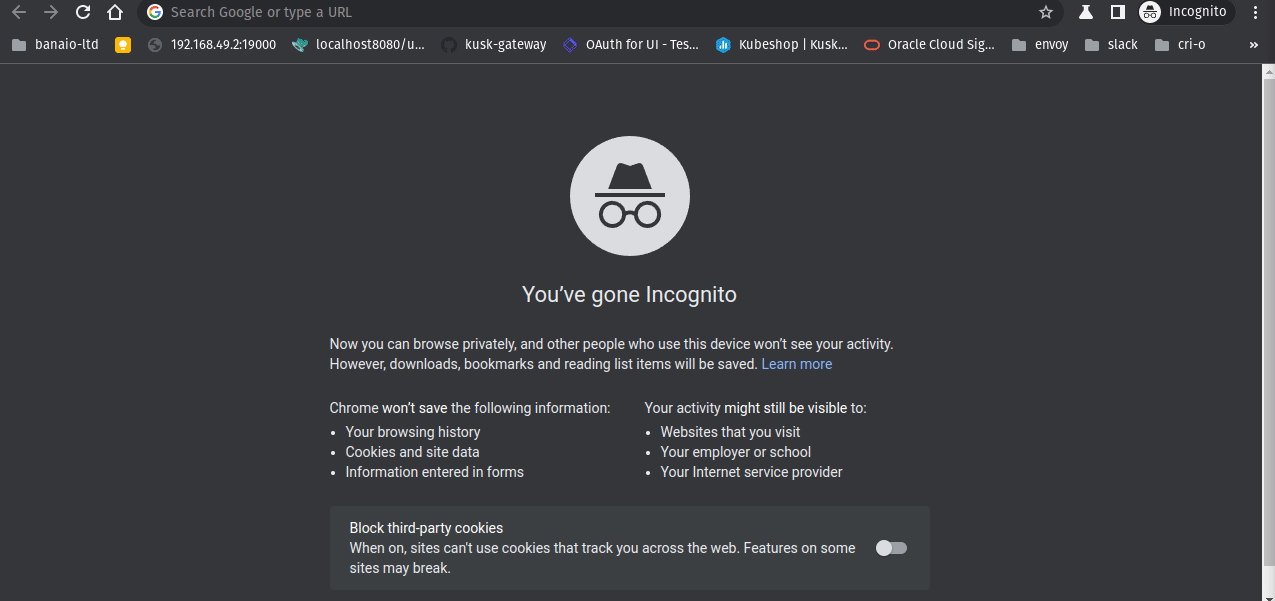 Search Google or type a URL
Incognito
banaio-ltd
192.168.49.2:19000
localhost8080/u...
kusk-gateway
OAuth for UI - Tes...
Kubeshop | Kusk...
Oracle Cloud Sig...
envoy
slack
cri-o
»
You've gone Incognito
Now you can browse privately, and other people who use this device won't see your activity.
However, downloads, bookmarks and reading list items will be saved. Learn more
Chrome won't save the following information:
• Your browsing history
• Cookies and site data
• Information entered in forms
Your activity might still be visible to:
• Websites that you visit
• Your employer or school
• Your Internet service provider
Block third-party cookies
When on, sites can't use cookies that track you across the web. Features on some
sites may break.